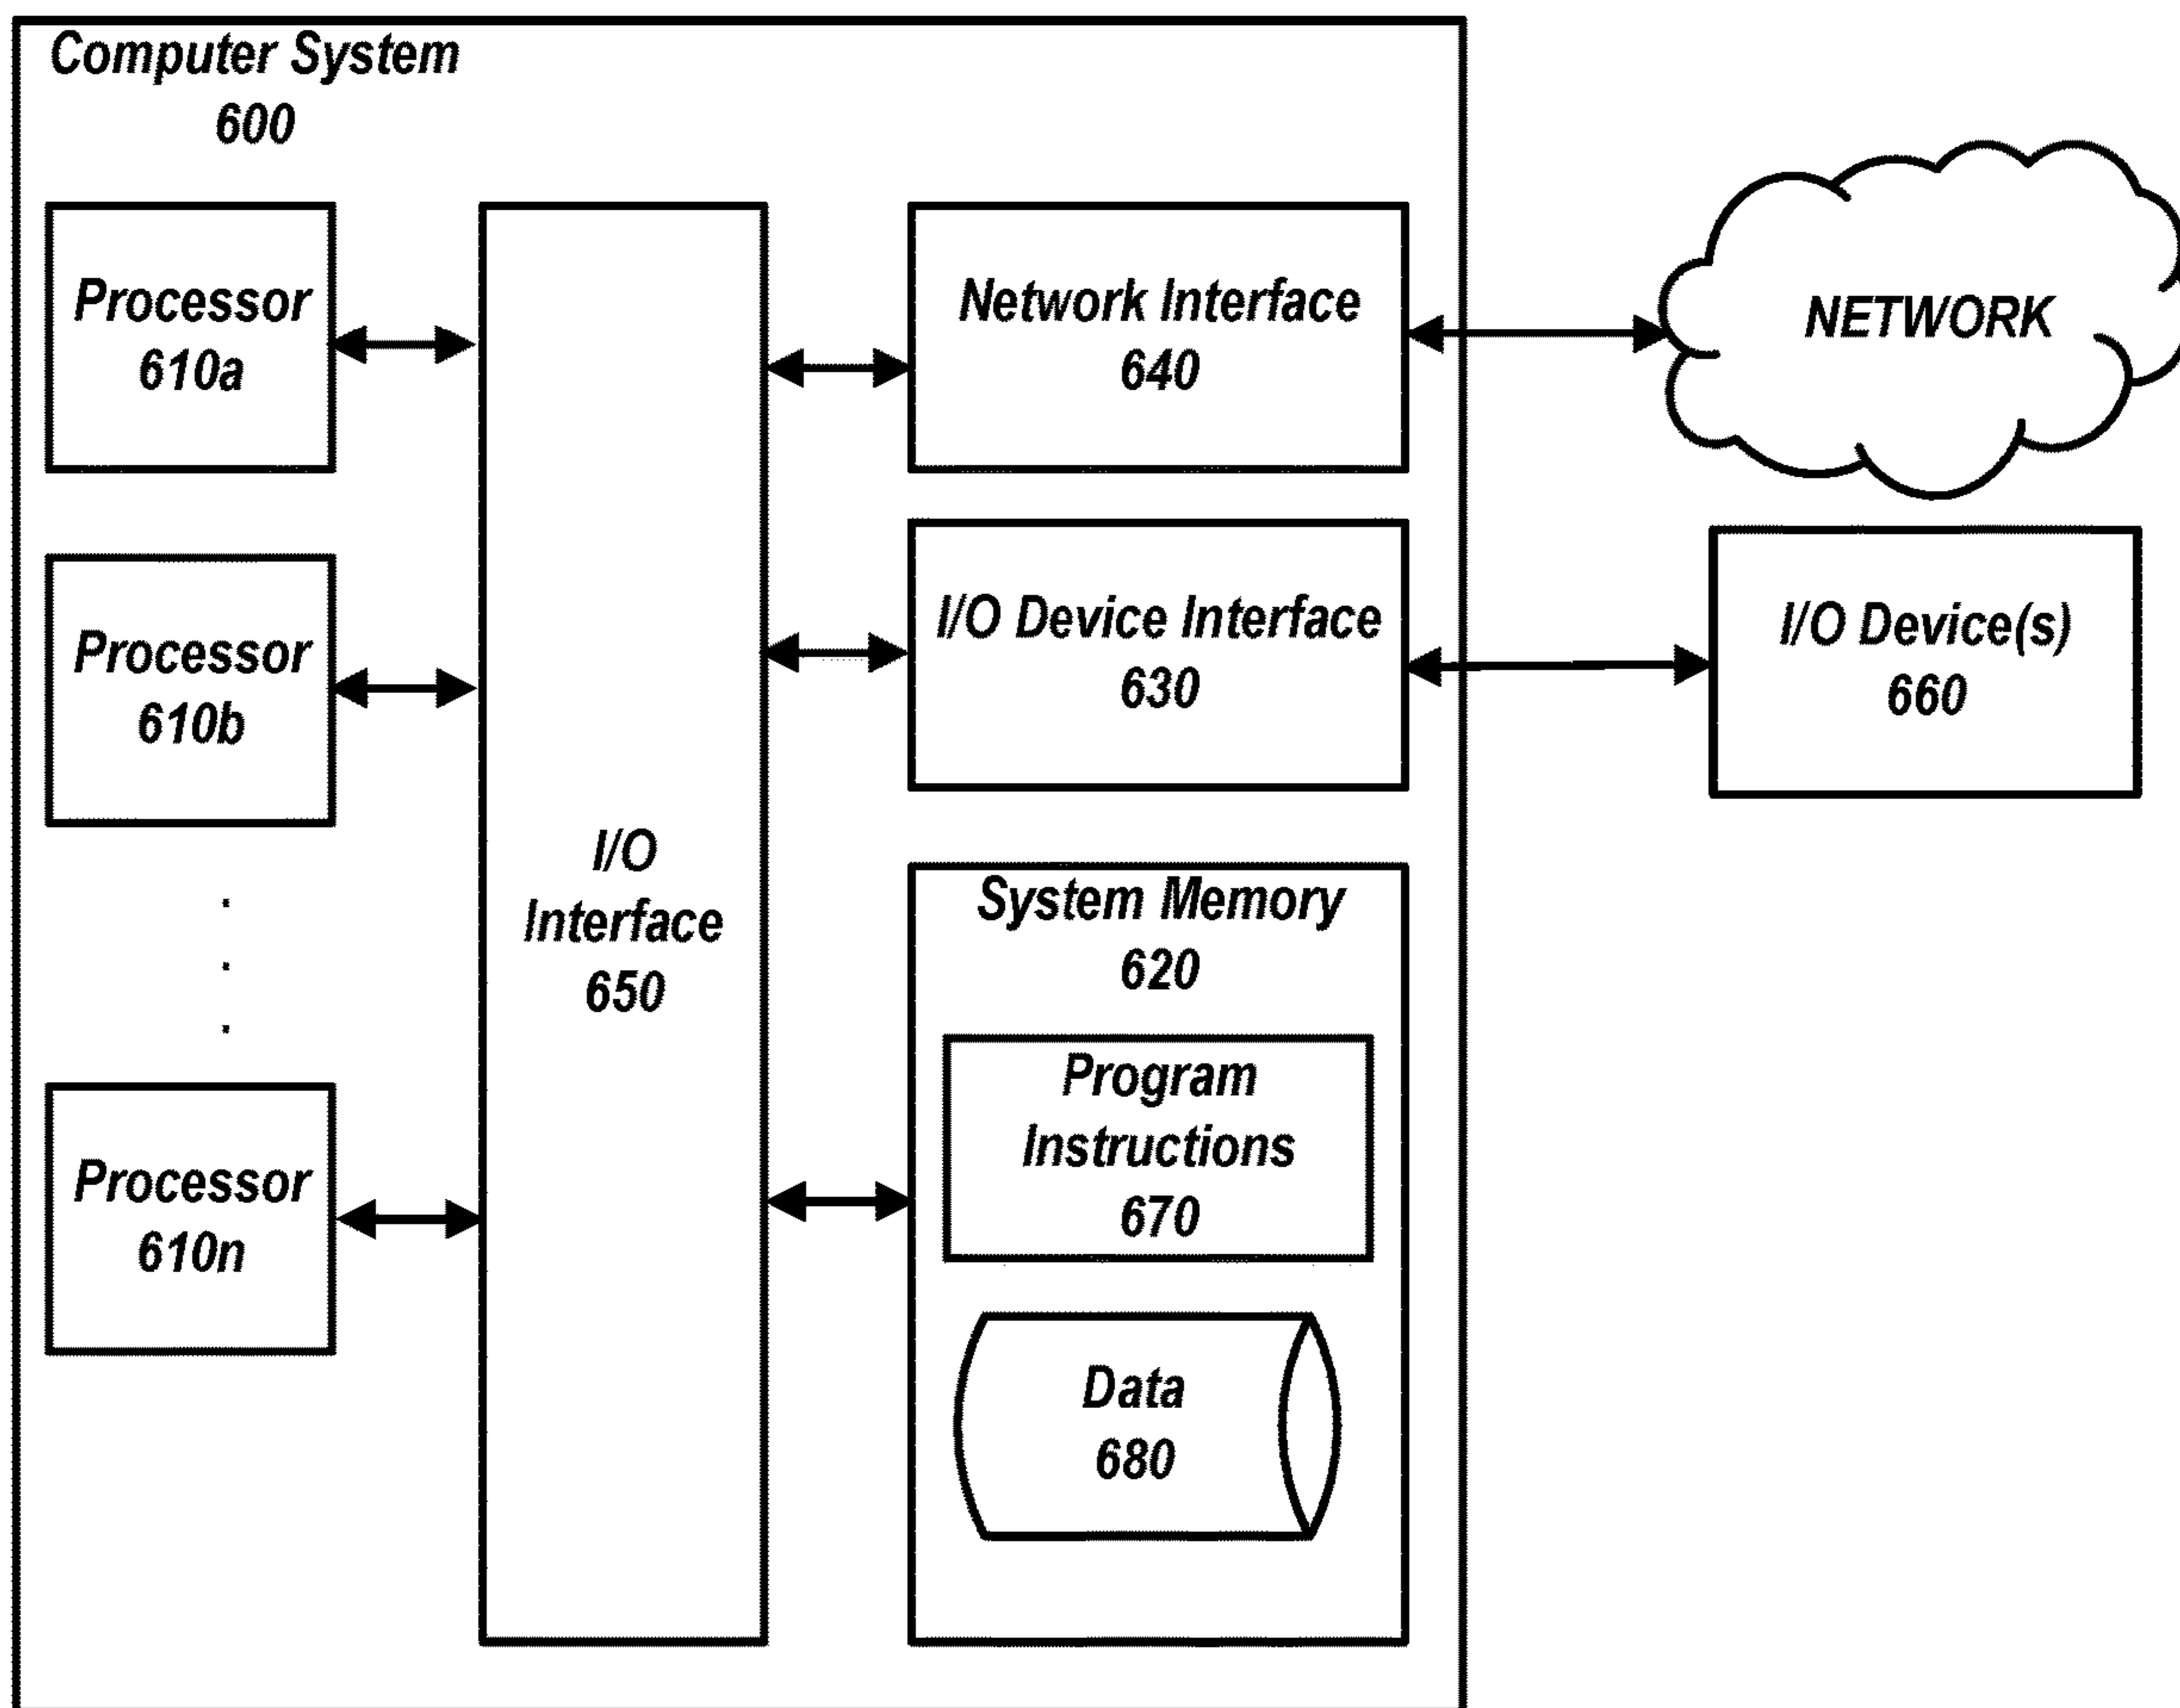 Computer System
600
Processor
610a
Processor
610b
.
.
.
Processor
610n
I/O
Interface
650
Network Interface
640
I/O Device Interface
630
System Memory
620
Program
Instructions
670
Data
680
NETWORK
I/O Device(s)
660